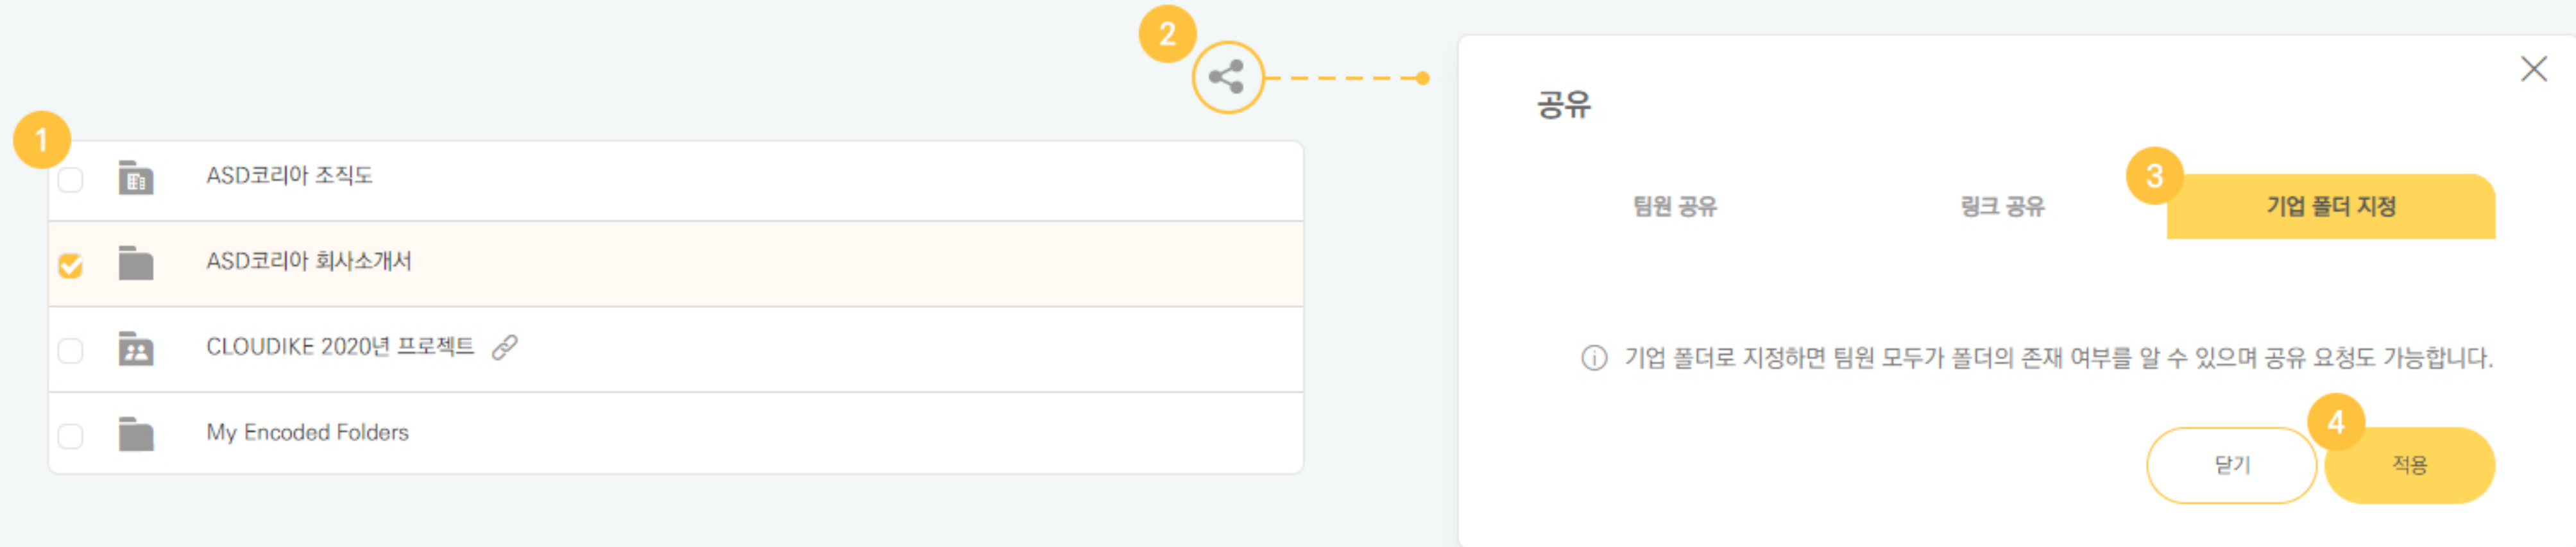 2
1
ASD코리아 조직도
ASD코리아 회사소개서
CLOUDIKE 2020년 프로젝트
My Encoded Folders
공유
3
팀원 공유
링크 공유
기업 폴더 지정
기업 폴더로 지정하면 팀원 모두가 폴더의 존재 여부를 알 수 있으며 공유 요청도 가능합니다.
4
닫기
적용